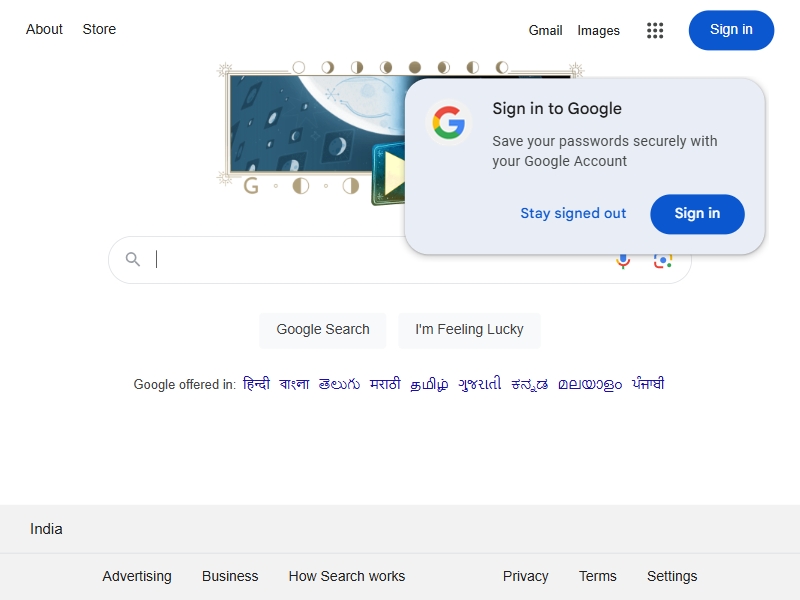 About Store
Gmail Images Sign in
Sign in to Google
Save your passwords securely with
your Google Account
Stay signed out Sign in
G
Google Search I'm Feeling Lucky
Google offered in: हिन्दी বাংলা తెలుగు मराठी தமிழ் ગુજરાતી ಕನ್ನಡ മലയാളം ਪੰਜਾਬੀ
India
Advertising Business How Search works Privacy Terms Settings